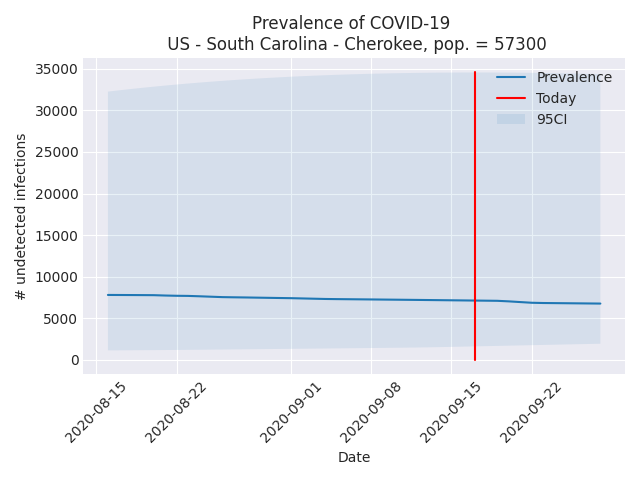 Prevalence of COVID-19
US - South Carolina - Cherokee, pop. = 57300
35000
30000
25000
20000
15000
10000
5000
0
# undetected infections
Prevalence
Today
95CI
2020-08-15
2020-08-22
2020-09-01
2020-09-08
2020-09-15
2020-09-22
Date